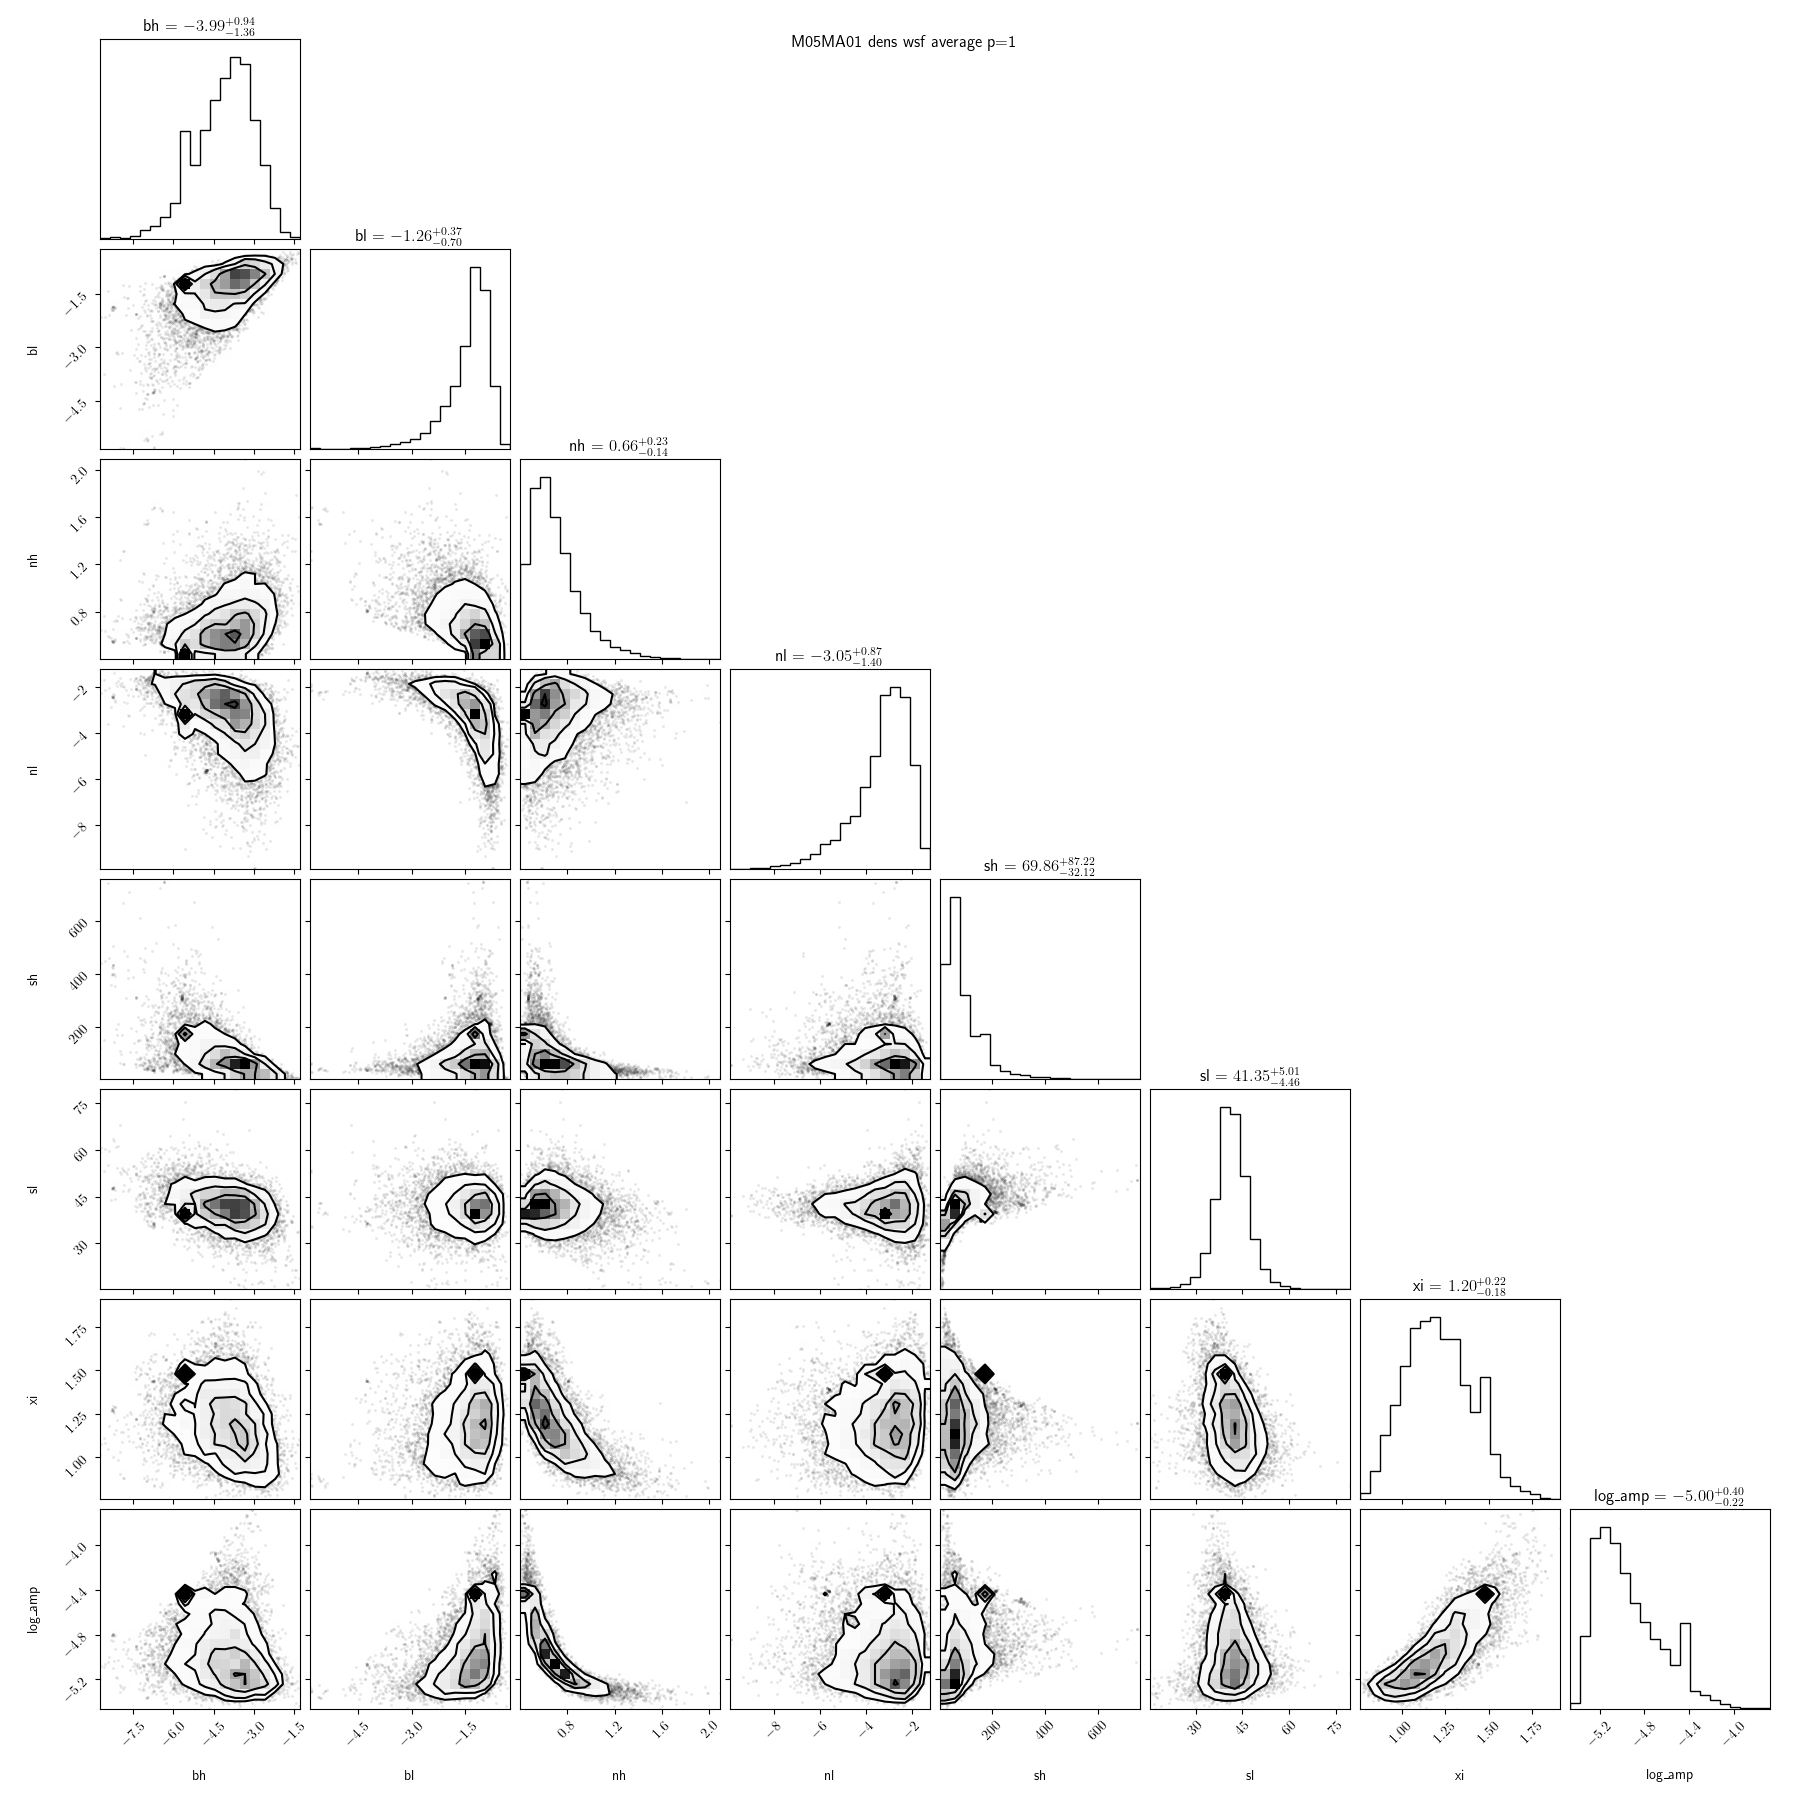 bh = −3.99+0.94−1.36
M05MA01 dens wsf average p=1
bl = −1.26+0.37−0.70
−1.5
−3.0
−4.5
bl
nh = 0.66+0.23−0.14
2.0
1.6
1.2
0.8
nh
nl = −3.05+0.87−1.40
−2
−4
−6
−8
nl
sh = 69.86+87.22−32.12
600
400
200
sh
sl = 41.35+5.01−4.46
75
60
45
30
sl
xi = 1.20+0.22−0.18
1.75
1.50
1.25
1.00
xi
log_amp = −5.00+0.40−0.22
−4.0
−4.4
−4.8
−5.2
log_amp
−7.5 −6.0 −4.5 −3.0 −1.5 −4.5 −3.0 −1.5 0.8 1.2 1.6 2.0 −8 −6 −4 −2 200 400 600 30 45 60 75 1.00 1.25 1.50 1.75 −5.2 −4.8 −4.4 −4.0
bh bl nh nl sh sl xi log_amp